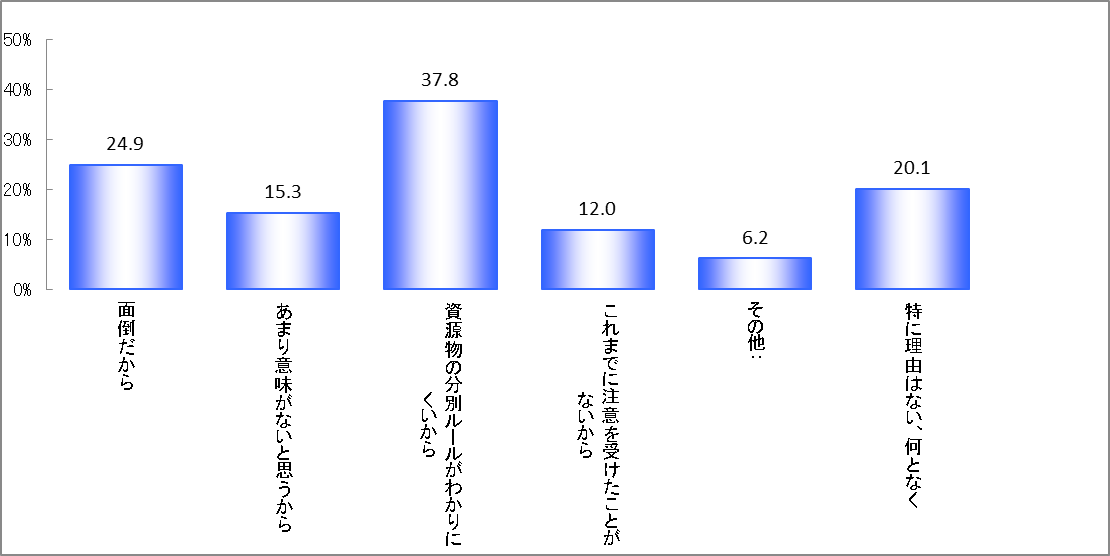 50%
40%
30%
20%
10%
0%
24.9
15.3
37.8
12.0
6.2
20.1
面倒だから
あまり意味がないと思うから
資源物の分別ルールがわかりに
くいから
これまでに注意を受けたことが
ないから
その他：
特に理由はない、何となく